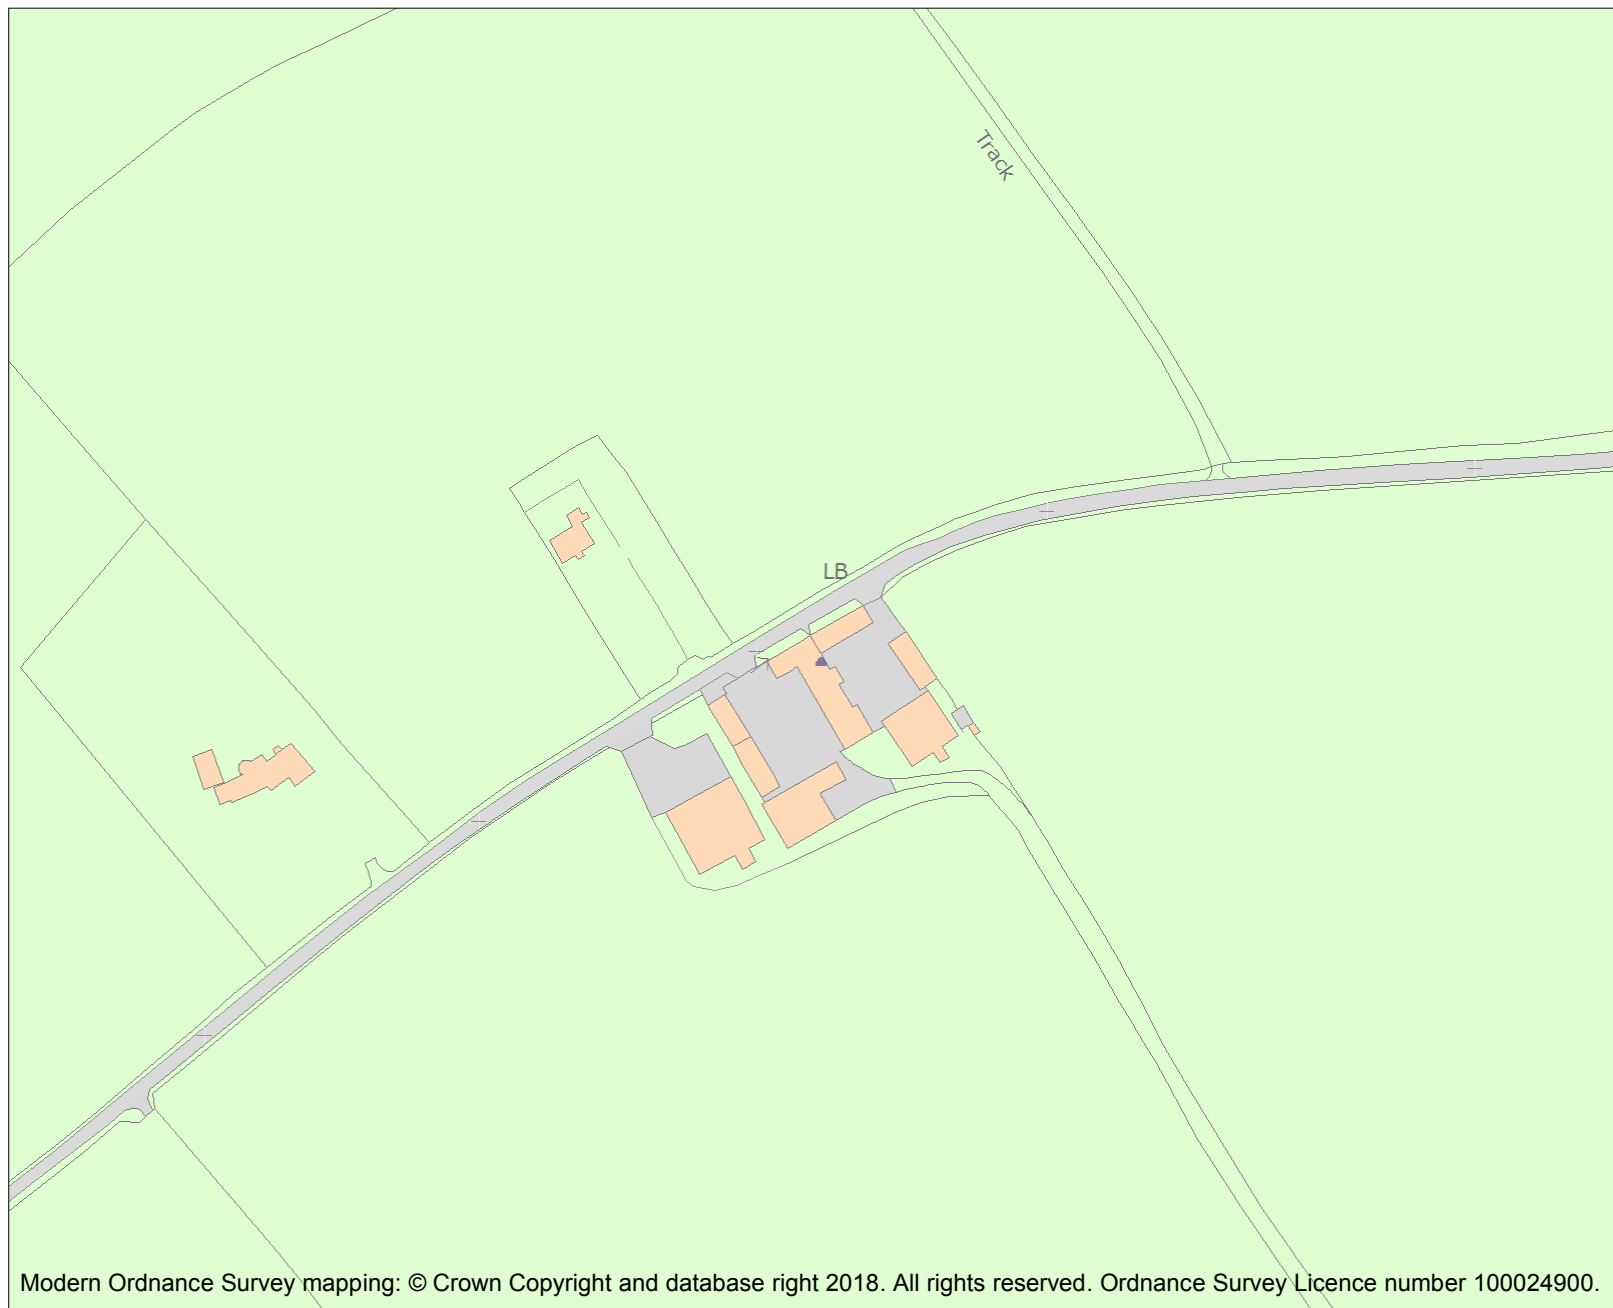 Track
LB
Modern Ordnance Survey mapping: © Crown Copyright and database right 2018. All rights reserved. Ordnance Survey Licence number 100024900.